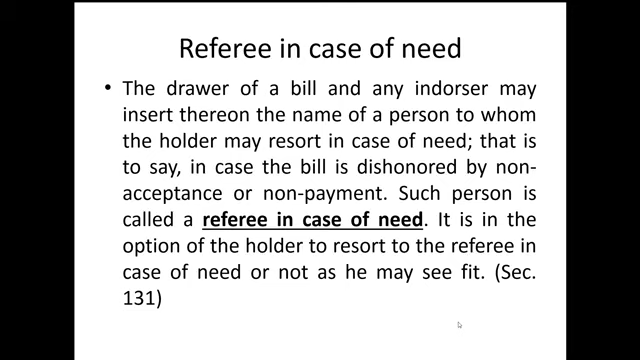 Referee in case of need
• The drawer of a bill and any indorser may
insert thereon the name of a person to whom
the holder may resort in case of need; that is
to say, in case the bill is dishonored by non-
acceptance or non-payment. Such person is
called a referee in case of need. It is in the
option of the holder to resort to the referee in
case of need or not as he may see fit. (Sec.
131)